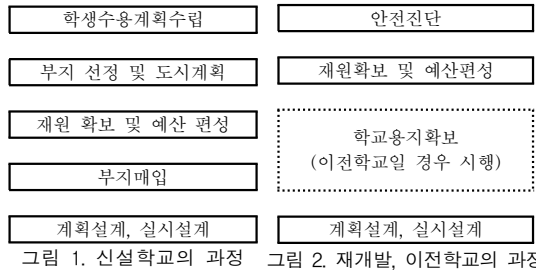 학생수용계획수립
부지 선정 및 도시계획
재원 확보 및 예산 편성
부지매입
계획설계, 실시설계
그림 1. 신설학교의 과정
안전진단
재원확보 및 예산편성
학교용지확보
(이전학교일 경우 시행)
계획설계, 실시설계
그림 2. 재개발, 이전학교의 과정